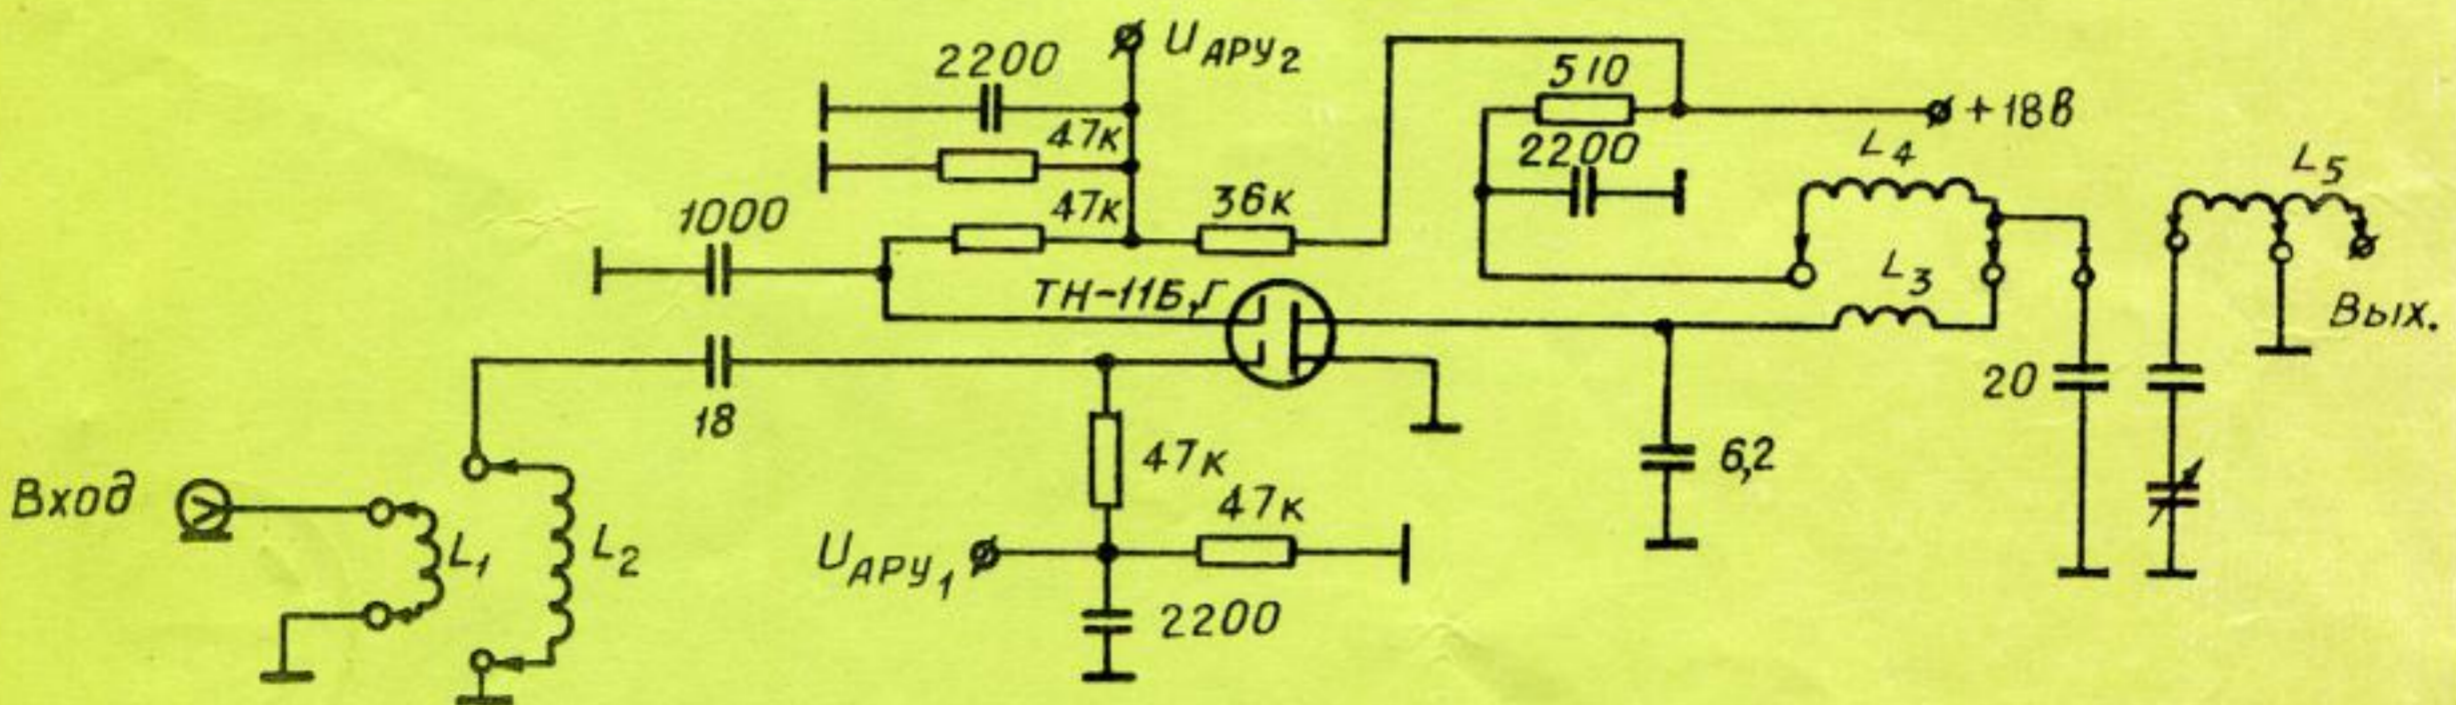 U АРУ2
2200
47к
47к
36к
510
2200
+18в
L4
L5
L3
Вых.
1000
ТН-11Б,Г
18
20
6,2
47к
47к
Вход
L1
L2
UАРУ1
2200